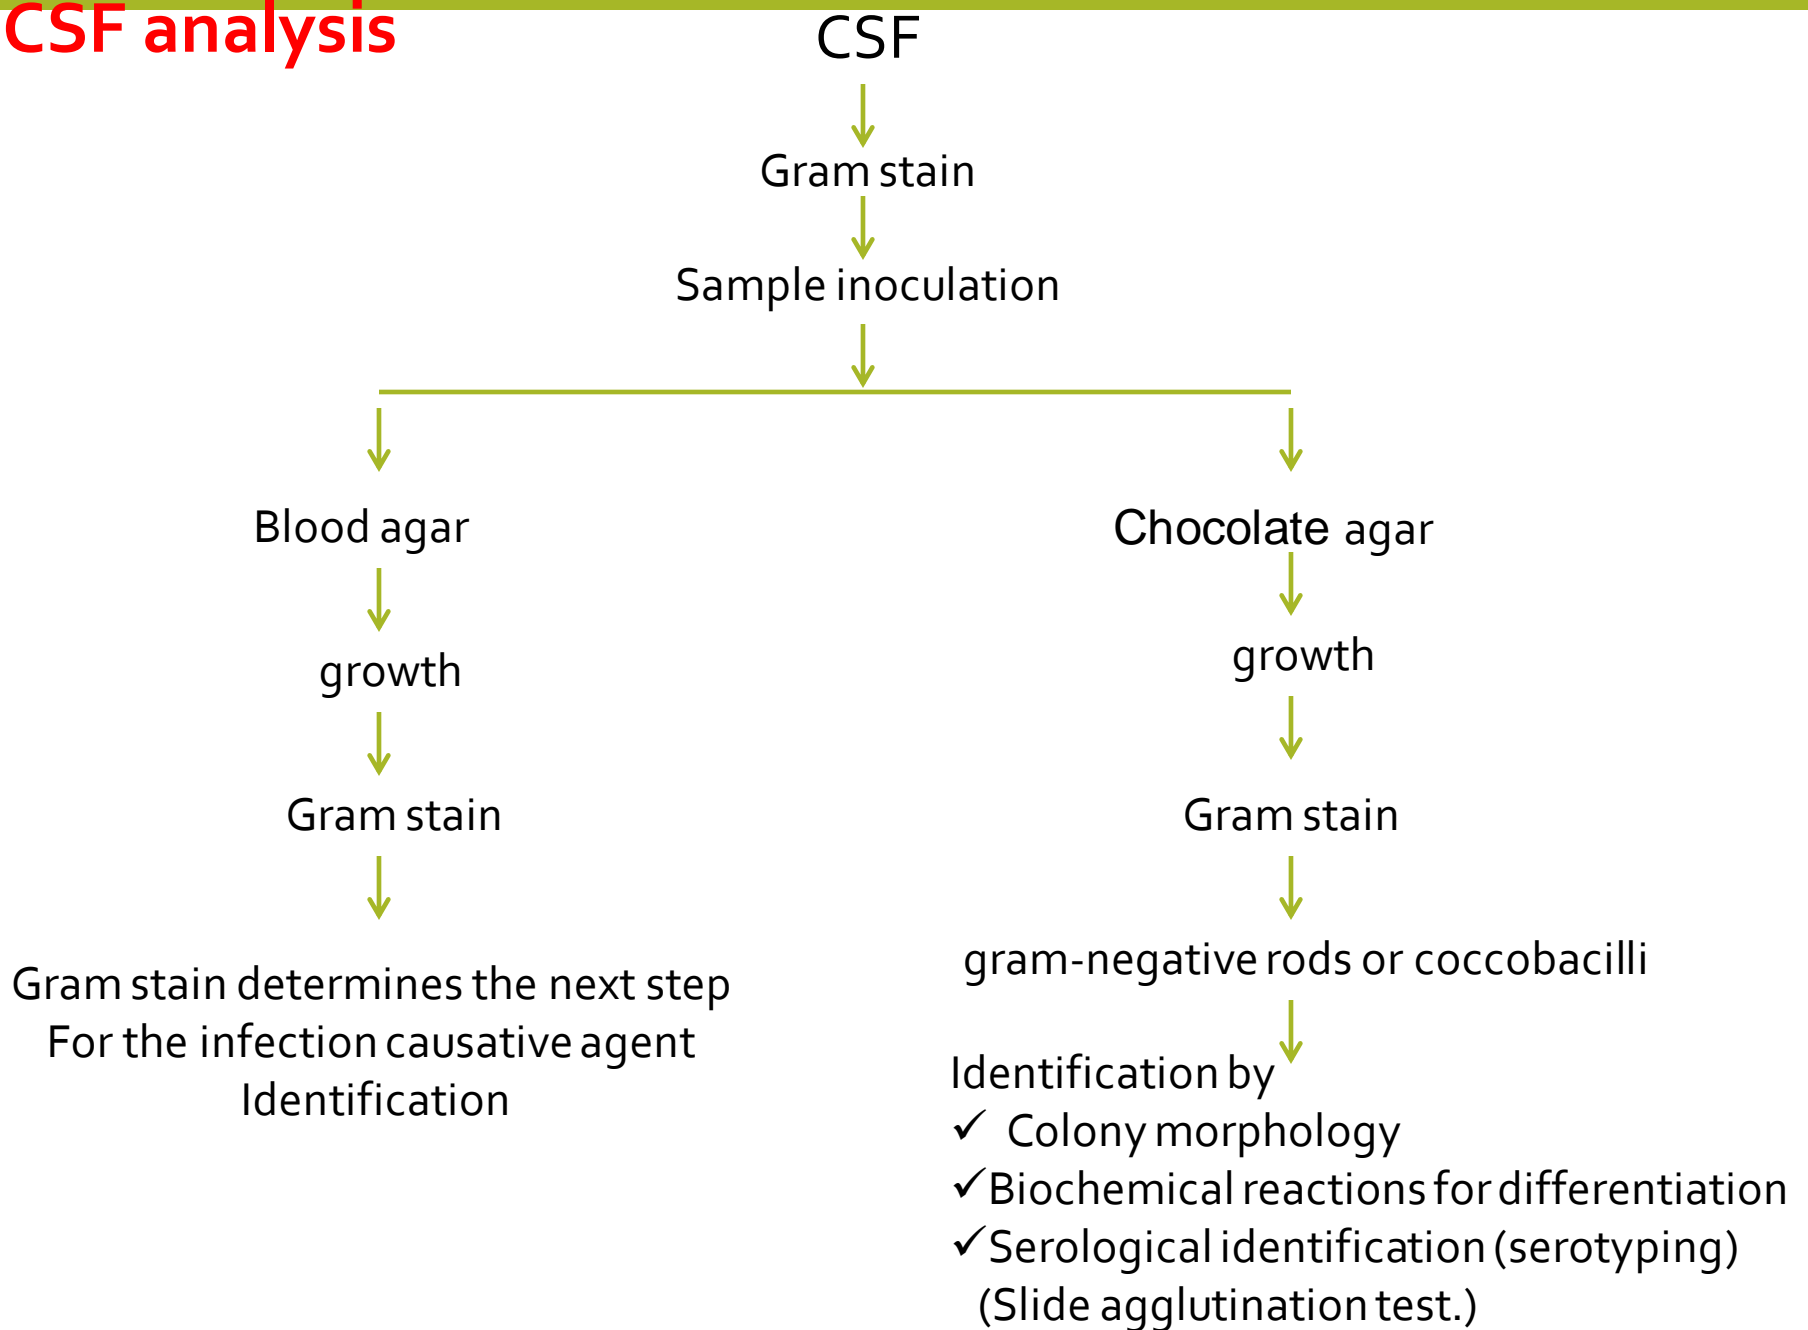 CSF analysis
CSF
Gram stain
Sample inoculation
Blood agar
growth
Gram stain
Gram stain determines the next step
For the infection causative agent
Identification
Chocolate agar
growth
Gram stain
gram-negative rods or coccobacilli
Identification by
✓ Colony morphology
✓Biochemical reactions for differentiation
✓Serological identification (serotyping)
(Slide agglutination test.)